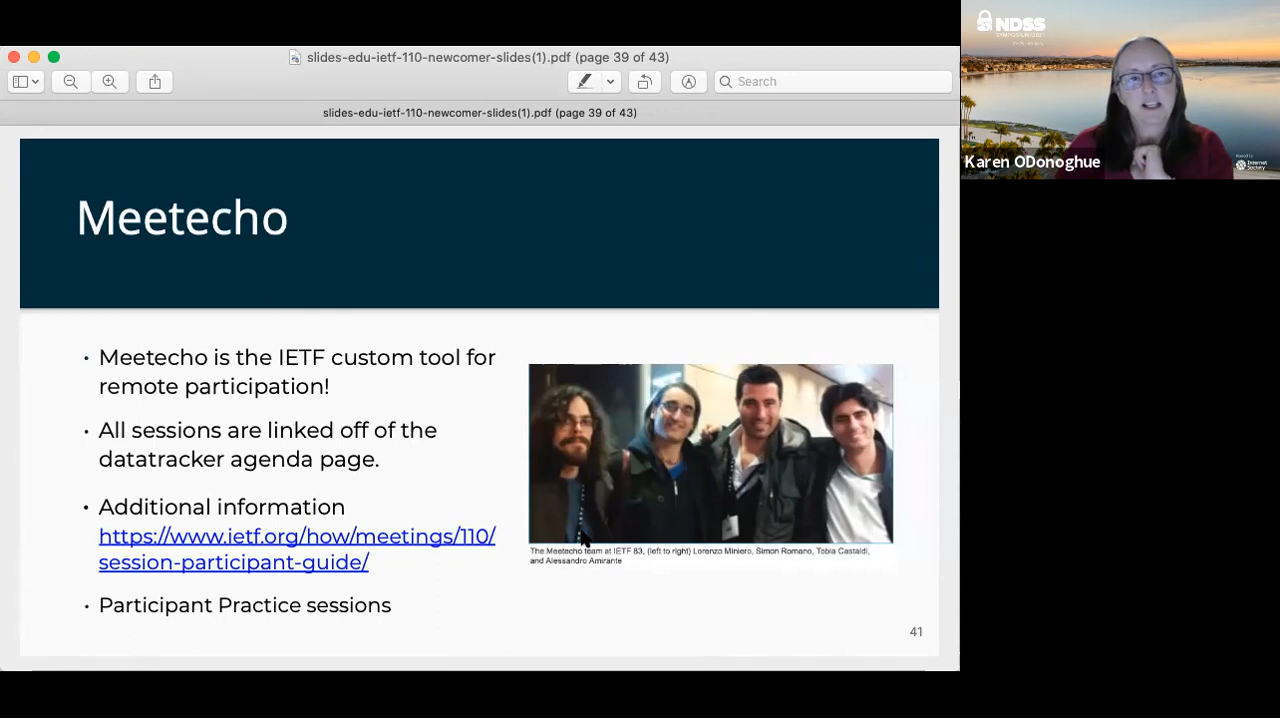 slides-edu-ietf-110-newcomer-slides(1).pdf (page 39 of 43)
Search
slides-edu-ietf-110-newcomer-slides(1).pdf (page 39 of 43)
Meetecho
• Meetecho is the IETF custom tool for
remote participation!
• All sessions are linked off of the
datatracker agenda page.
• Additional information
https://www.ietf.org/how/meetings/110/
session-participant-guide/
• Participant Practice sessions
The Meetecho team at IETF 83, (left to right) Lorenzo Miniero, Simon Romano, Tobia Castaldi,
and Alessandro Amirante
41
NDSS
SYMPOSIUM/2021
Karen ODonoghue
Internet
Society